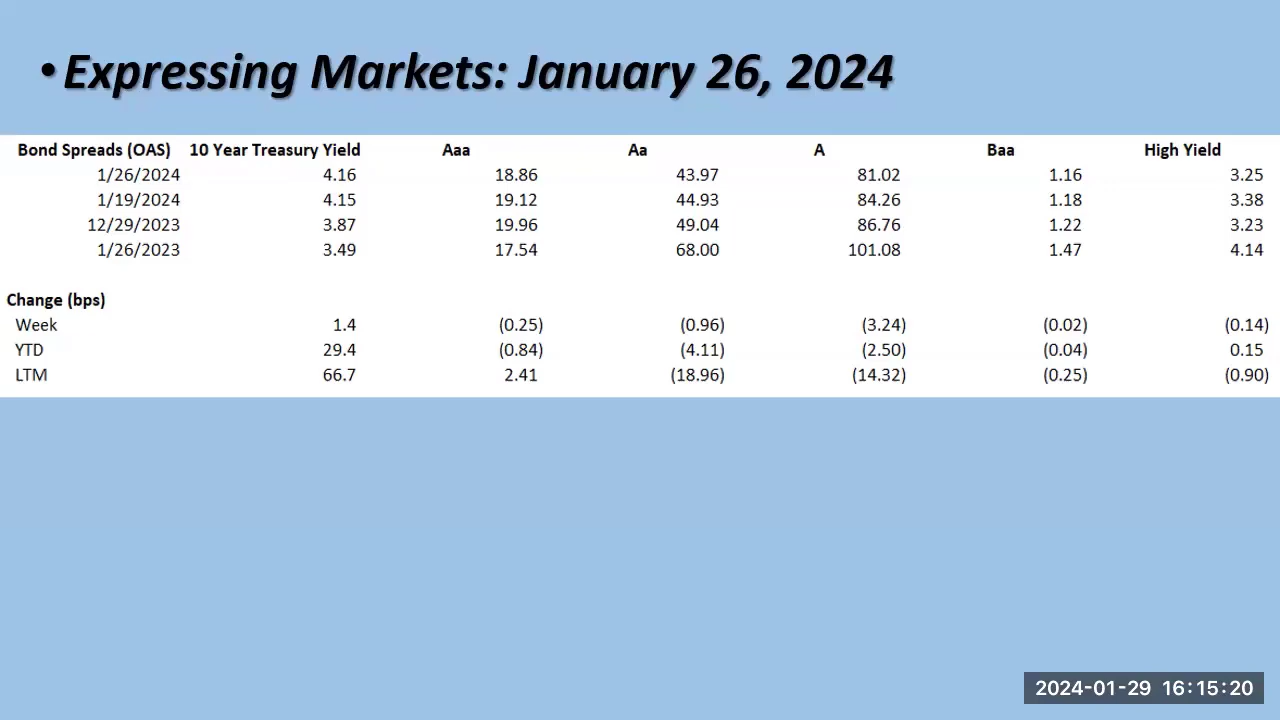 •Expressing Markets: January 26, 2024
Bond Spreads (OAS) 10 Year Treasury Yield Aaa Aa A Baa High Yield
1/26/2024 4.16 18.86 43.97 81.02 1.16 3.25
1/19/2024 4.15 19.12 44.93 84.26 1.18 3.38
12/29/2023 3.87 19.96 49.04 86.76 1.22 3.23
1/26/2023 3.49 17.54 68.00 101.08 1.47 4.14
Change (bps)
Week 1.4 (0.25) (0.96) (3.24) (0.02) (0.14)
YTD 29.4 (0.84) (4.11) (2.50) (0.04) 0.15
LTM 66.7 2.41 (18.96) (14.32) (0.25) (0.90)
2024-01-29 16:15:20